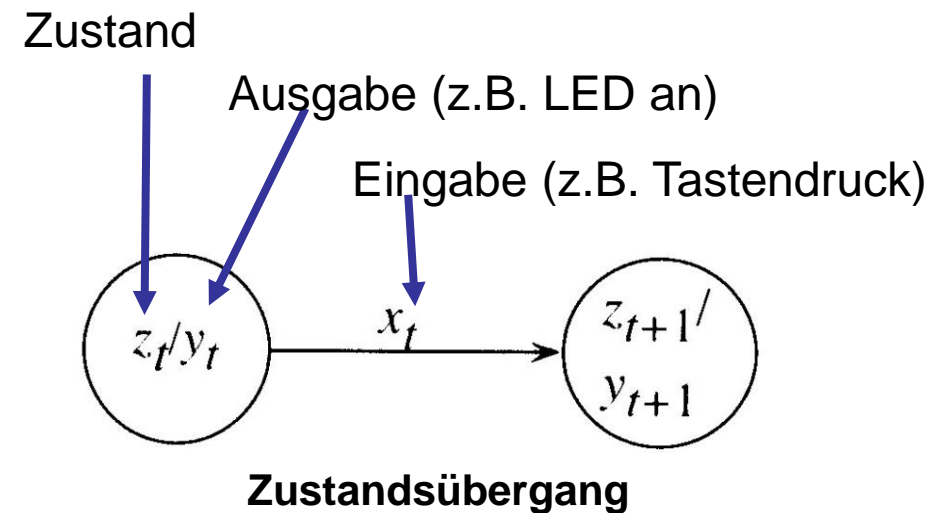 Zustand
Ausgabe (z.B. LED an)
Eingabe (z.B. Tastendruck)
z_t/y_t
x_t
z_{t+1}/
y_{t+1}
Zustandsübergang